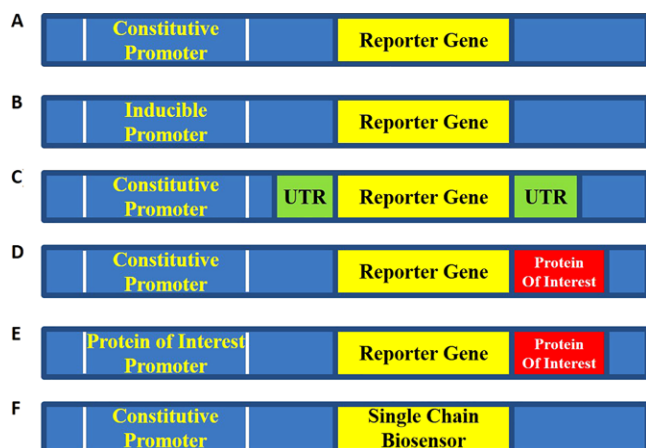 A
Constitutive
Promoter
Reporter Gene
B
Inducible
Promoter
Reporter Gene
C
Constitutive
Promoter
UTR
Reporter Gene
UTR
D
Constitutive
Promoter
Reporter Gene
Protein
Of Interest
E
Protein of Interest
Promoter
Reporter Gene
Protein
Of Interest
F
Constitutive
Promoter
Single Chain
Biosensor